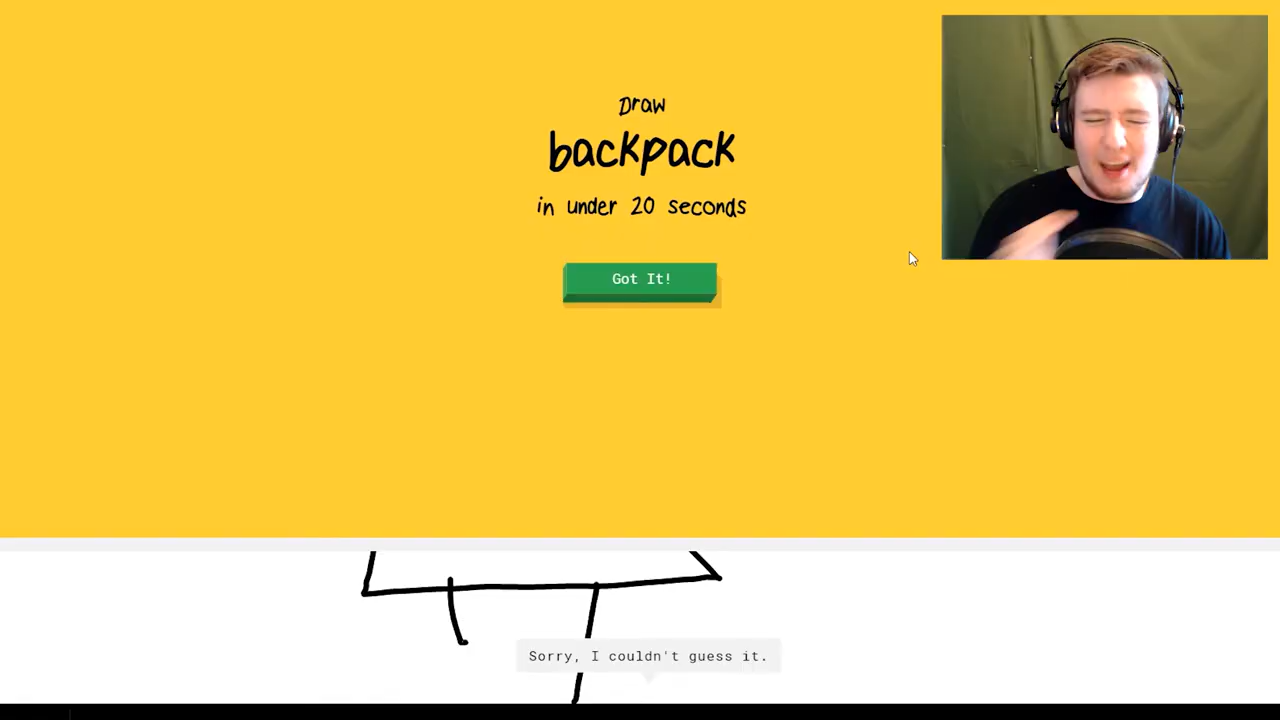 Draw
backpack
in under 20 seconds
Got It!
Sorry, I couldn't guess it.